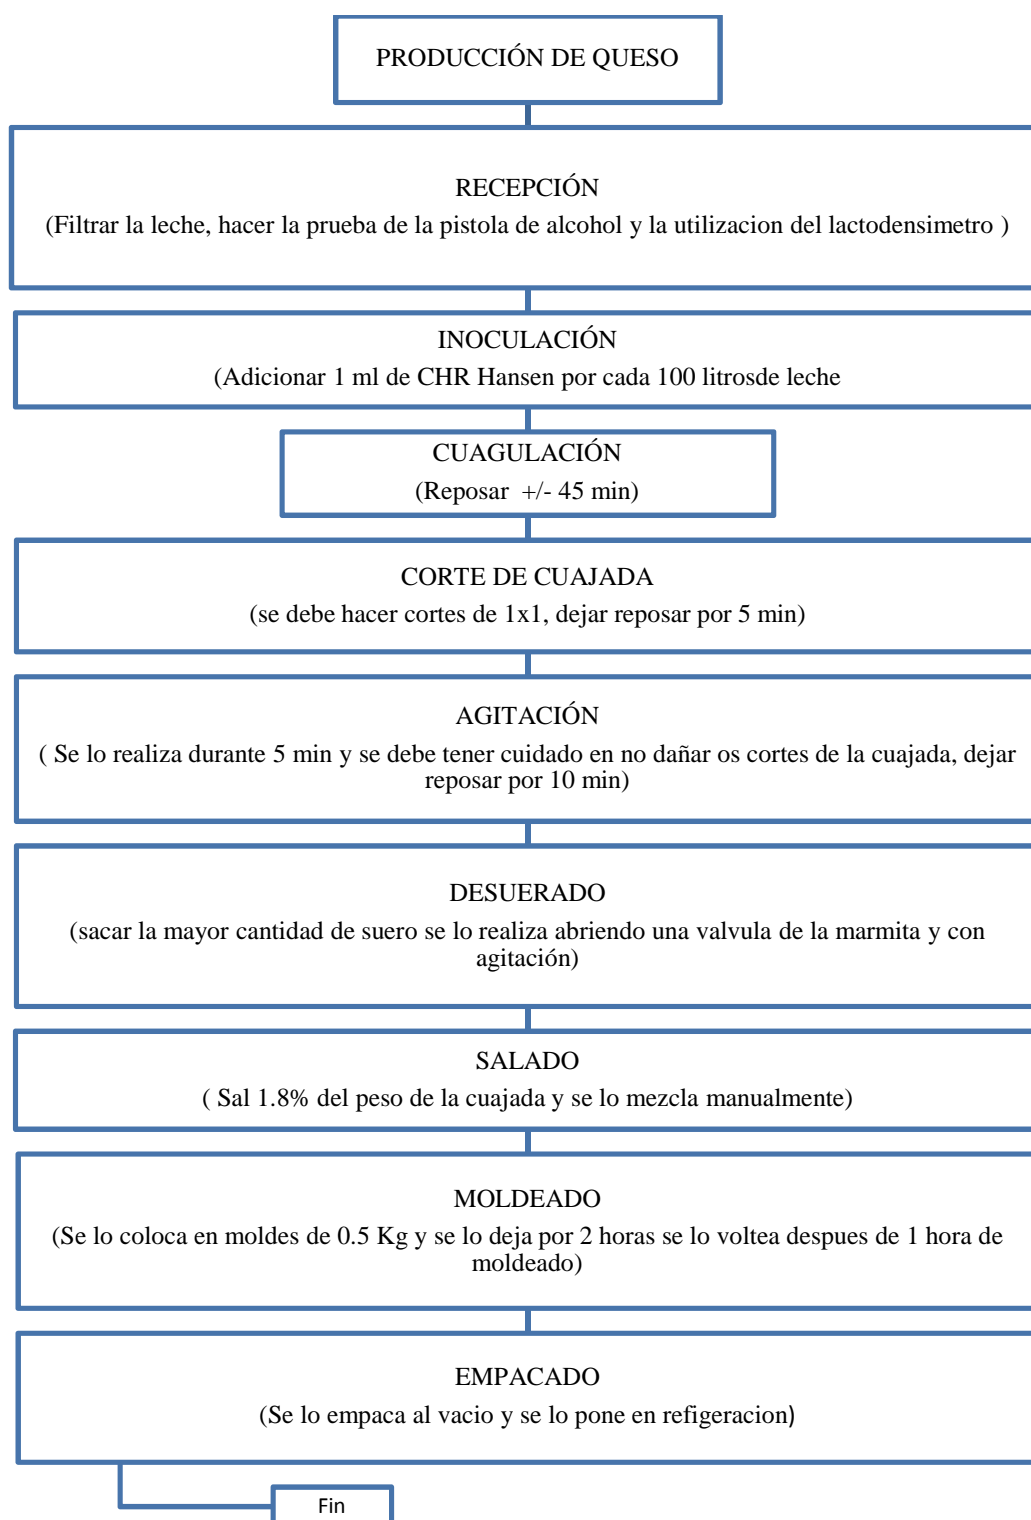 PRODUCCIÓN DE QUESO
RECEPCIÓN
(Filtrar la leche, hacer la prueba de la pistola de alcohol y la utilizacion del lactodensimetro )
INOCULACIÓN
(Adicionar 1 ml de CHR Hansen por cada 100 litrosde leche
CUAGULACIÓN
(Reposar +/- 45 min)
CORTE DE CUAJADA
(se debe hacer cortes de 1x1, dejar reposar por 5 min)
AGITACIÓN
( Se lo realiza durante 5 min y se debe tener cuidado en no dañar os cortes de la cuajada, dejar
reposar por 10 min)
DESUERADO
(sacar la mayor cantidad de suero se lo realiza abriendo una valvula de la marmita y con
agitación)
SALADO
( Sal 1.8% del peso de la cuajada y se lo mezcla manualmente)
MOLDEADO
(Se lo coloca en moldes de 0.5 Kg y se lo deja por 2 horas se lo voltea despues de 1 hora de
moldeado)
EMPACADO
(Se lo empaca al vacio y se lo pone en refigeracion)
Fin